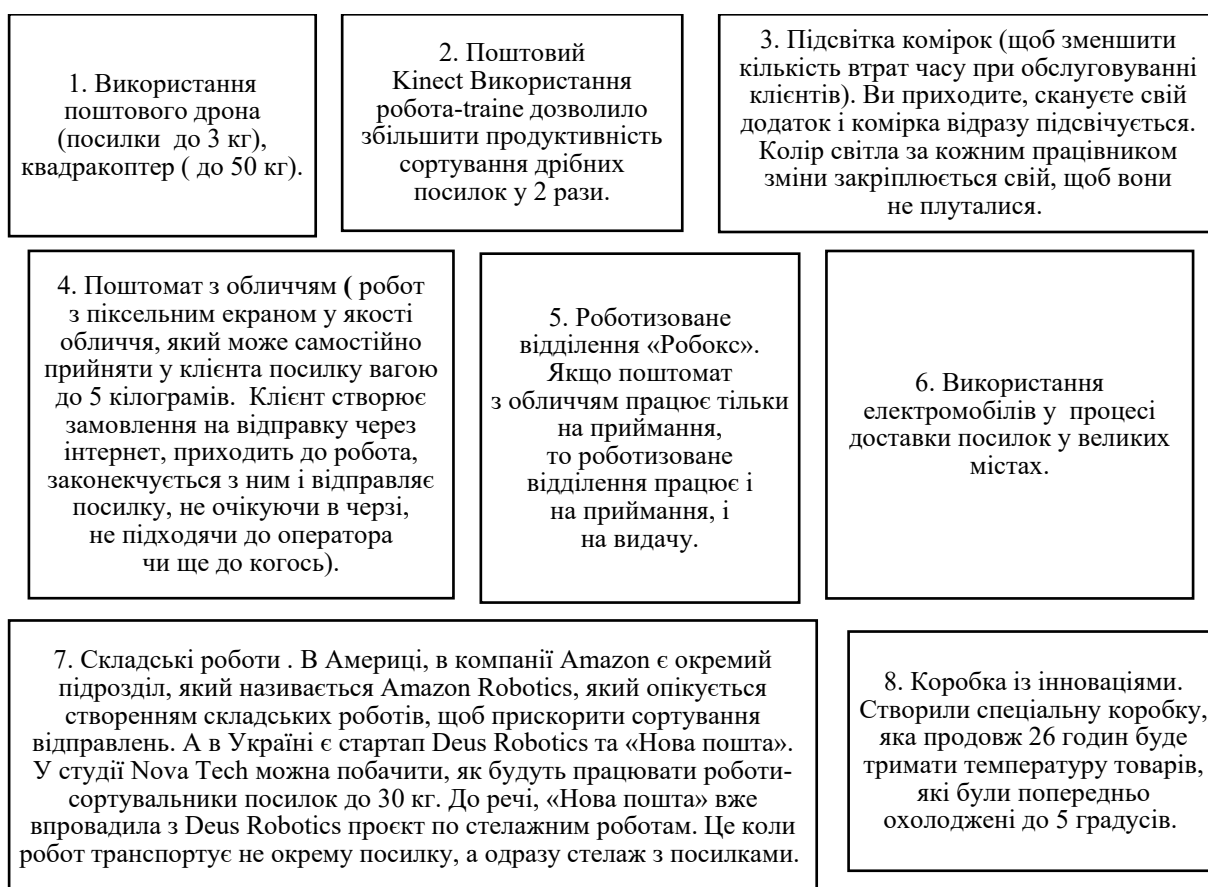 1. Використання
поштового дрона
(посилки до 3 кг),
квадракоптер ( до 50 кг).
2. Поштовий
Kinect Використання
робота-traine дозволило
збільшити продуктивність
сортування дрібних
посилок у 2 рази.
3. Підсвітка комірок (щоб зменшити
кількість втрат часу при обслуговуванні
клієнтів). Ви приходите, скануєте свій
додаток і комірка відразу підсвічується.
Колір світла за кожним працівником
зміни закріплюється свій, щоб вони
не плуталися.
4. Поштомат з обличчям ( робот
з піксельним екраном у якості
обличчя, який може самостійно
прийняти у клієнта посилку вагою
до 5 кілограмів. Клієнт створює
замовлення на відправку через
інтернет, приходить до робота,
законекчується з ним і відправляє
посилку, не очікуючи в черзі,
не підходячи до оператора
чи ще до когось).
5. Роботизоване
відділення «Робокс».
Якщо поштомат
з обличчям працює тільки
на приймання,
то роботизоване
відділення працює і
на приймання, і
на видачу.
6. Використання
електромобілів у процесі
доставки посилок у великих
містах.
7. Складські роботи . В Америці, в компанії Amazon є окремий
підрозділ, який називається Amazon Robotics, який опікується
створенням складських роботів, щоб прискорити сортування
відправлень. А в Україні є стартап Deus Robotics та «Нова пошта».
У студії Nova Tech можна побачити, як будуть працювати роботи-
сортувальники посилок до 30 кг. До речі, «Нова пошта» вже
впровадила з Deus Robotics проєкт по стелажним роботам. Це коли
робот транспортує не окрему посилку, а одразу стелаж з посилками.
8. Коробка із інноваціями.
Створили спеціальну коробку,
яка продовж 26 годин буде
тримати температуру товарів,
які були попередньо
охолоджені до 5 градусів.